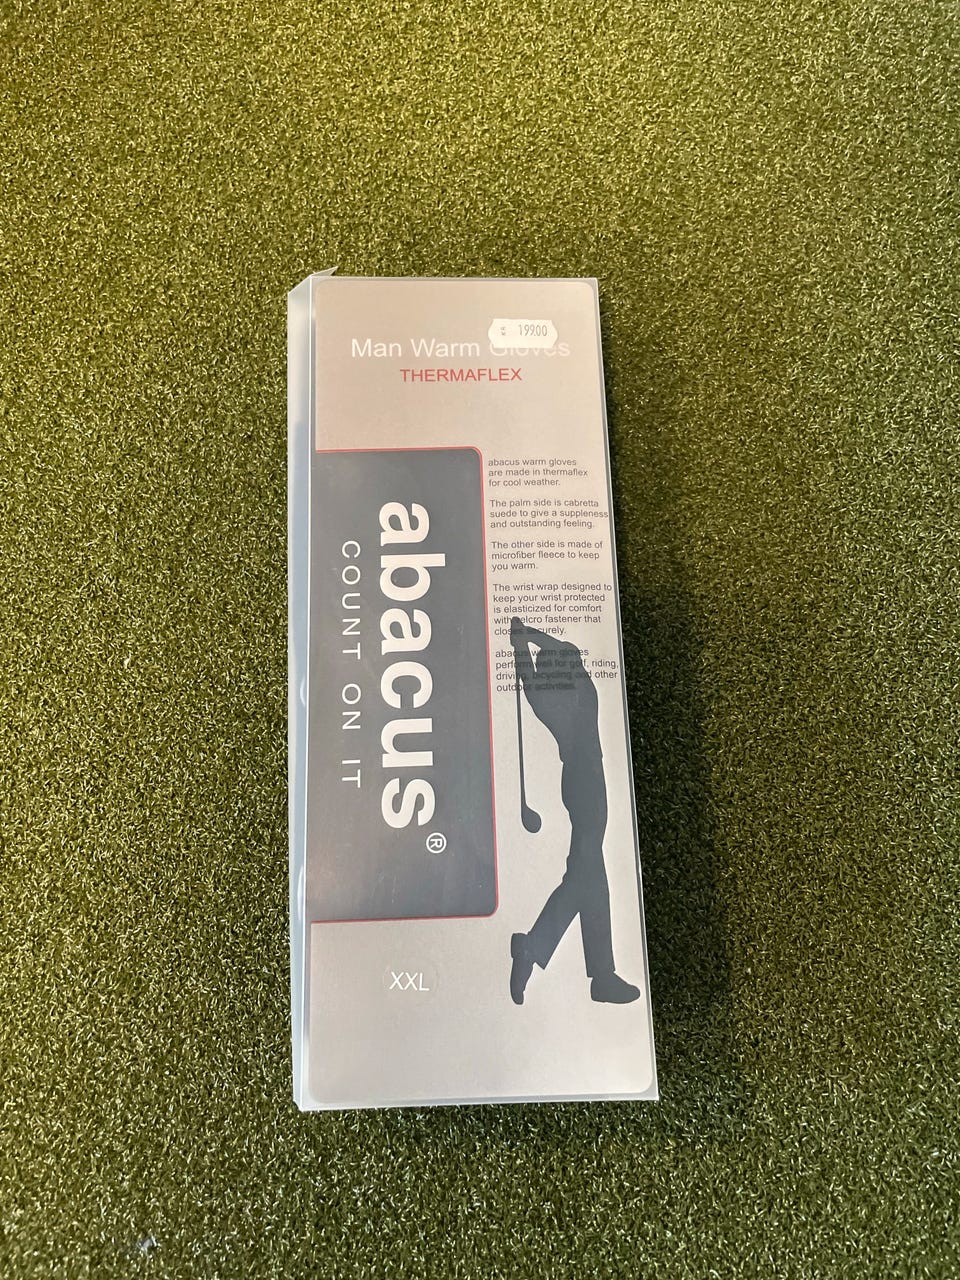 KR 199.00
Man Warm Gloves
THERMAFLEX
abacus®
COUNT ON IT
abacus warm gloves
are made in thermaflex
for cool weather.
The palm side is cabretta
suede to give a suppleness
and outstanding feeling.
The other side is made of
microfiber fleece to keep
you warm.
The wrist wrap designed to
keep your wrist protected
is elasticized for comfort
with velcro fastener that
closes securely.
abacus warm gloves
perform well for golf, riding,
driving, bicycling and other
outdoor activities.
XXL